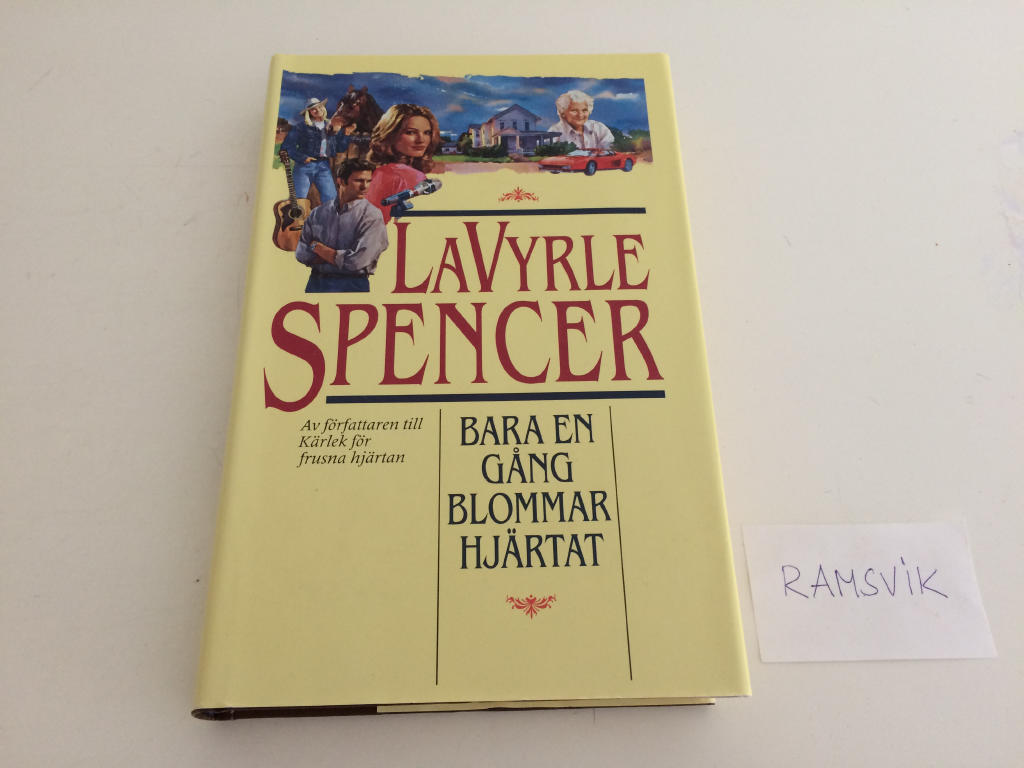 LAVYRLE
SPENCER
Av författaren till
Kärlek för
frusna hjärtan
BARA EN
GÅNG
BLOMMAR
HJÄRTAT
RAMSVIK